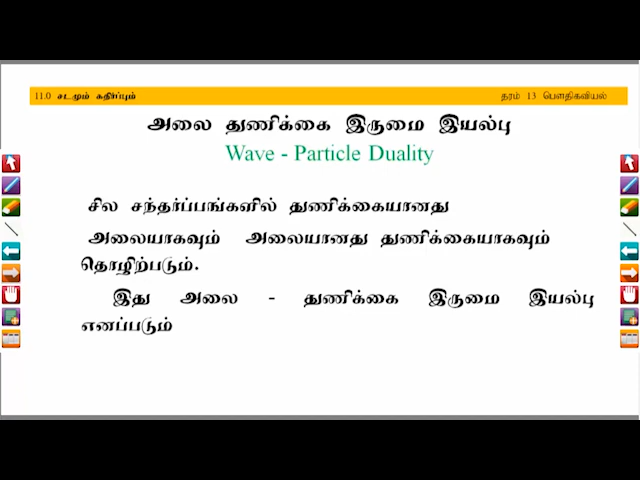 11.0 சடமும் கதிர்ப்பும் தரம் 13 பௌதிகவியல்
அலை துணிக்கை இருமை இயல்பு
Wave - Particle Duality
சில சந்தர்ப்பங்களில் துணிக்கையானது
அலையாகவும் அலையானது துணிக்கையாகவும்
தொழிற்படும்.
இது அலை - துணிக்கை இருமை இயல்பு
எனப்படும்